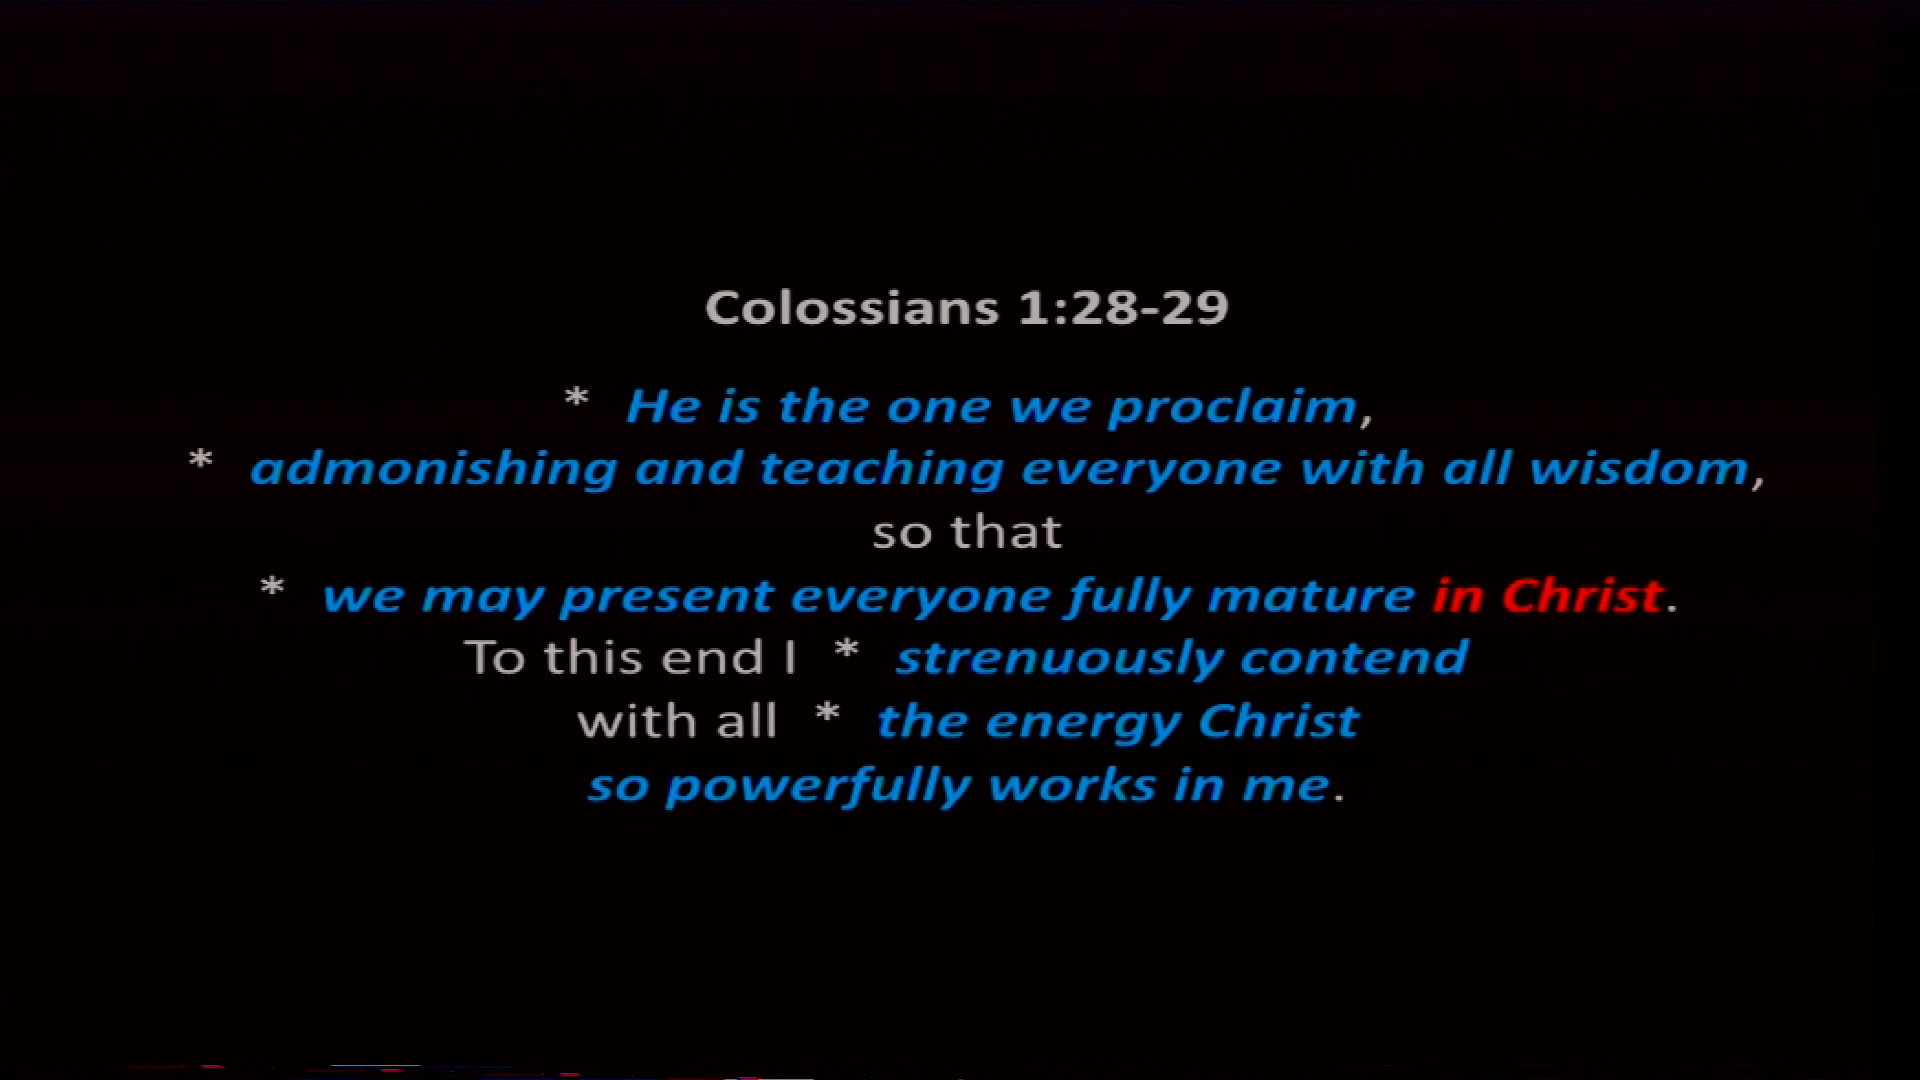 Colossians 1:28-29
* He is the one we proclaim,
* admonishing and teaching everyone with all wisdom,
so that
* we may present everyone fully mature in Christ.
To this end I * strenuously contend
with all * the energy Christ
so powerfully works in me.